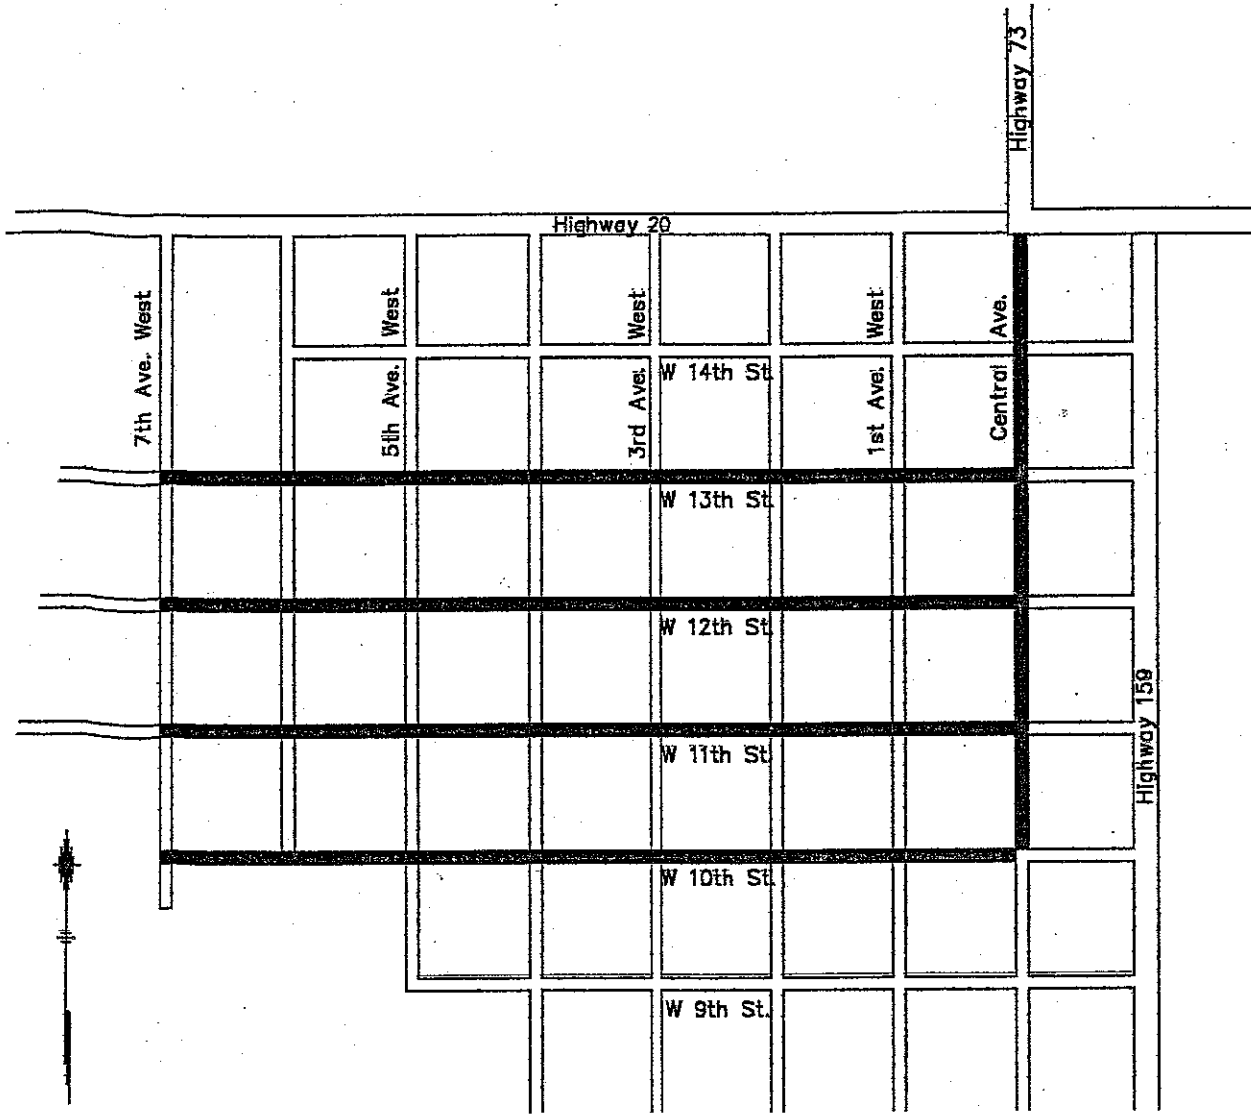 Highway 73
Highway 20
7th Ave. West
5th Ave. West
3rd Ave. West
1st Ave. West
Central Ave.
W 14th St.
W 13th St.
W 12th St.
W 11th St.
Highway 159
W 10th St.
W 9th St.